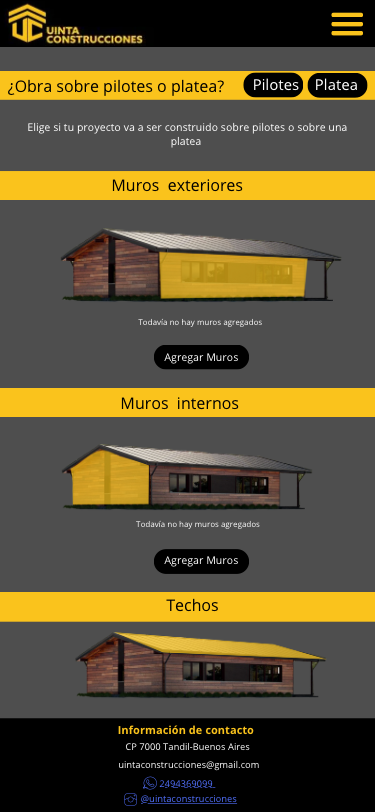 UINTA
CONSTRUCCIONES
¿Obra sobre pilotes o platea? Pilotes Platea
Elige si tu proyecto va a ser construido sobre pilotes o sobre una
platea
Muros exteriores
Todavía no hay muros agregados
Agregar Muros
Muros internos
Todavía no hay muros agregados
Agregar Muros
Techos
Información de contacto
CP 7000 Tandil-Buenos Aires
uintaconstrucciones@gmail.com
2494369099
@uintaconstrucciones